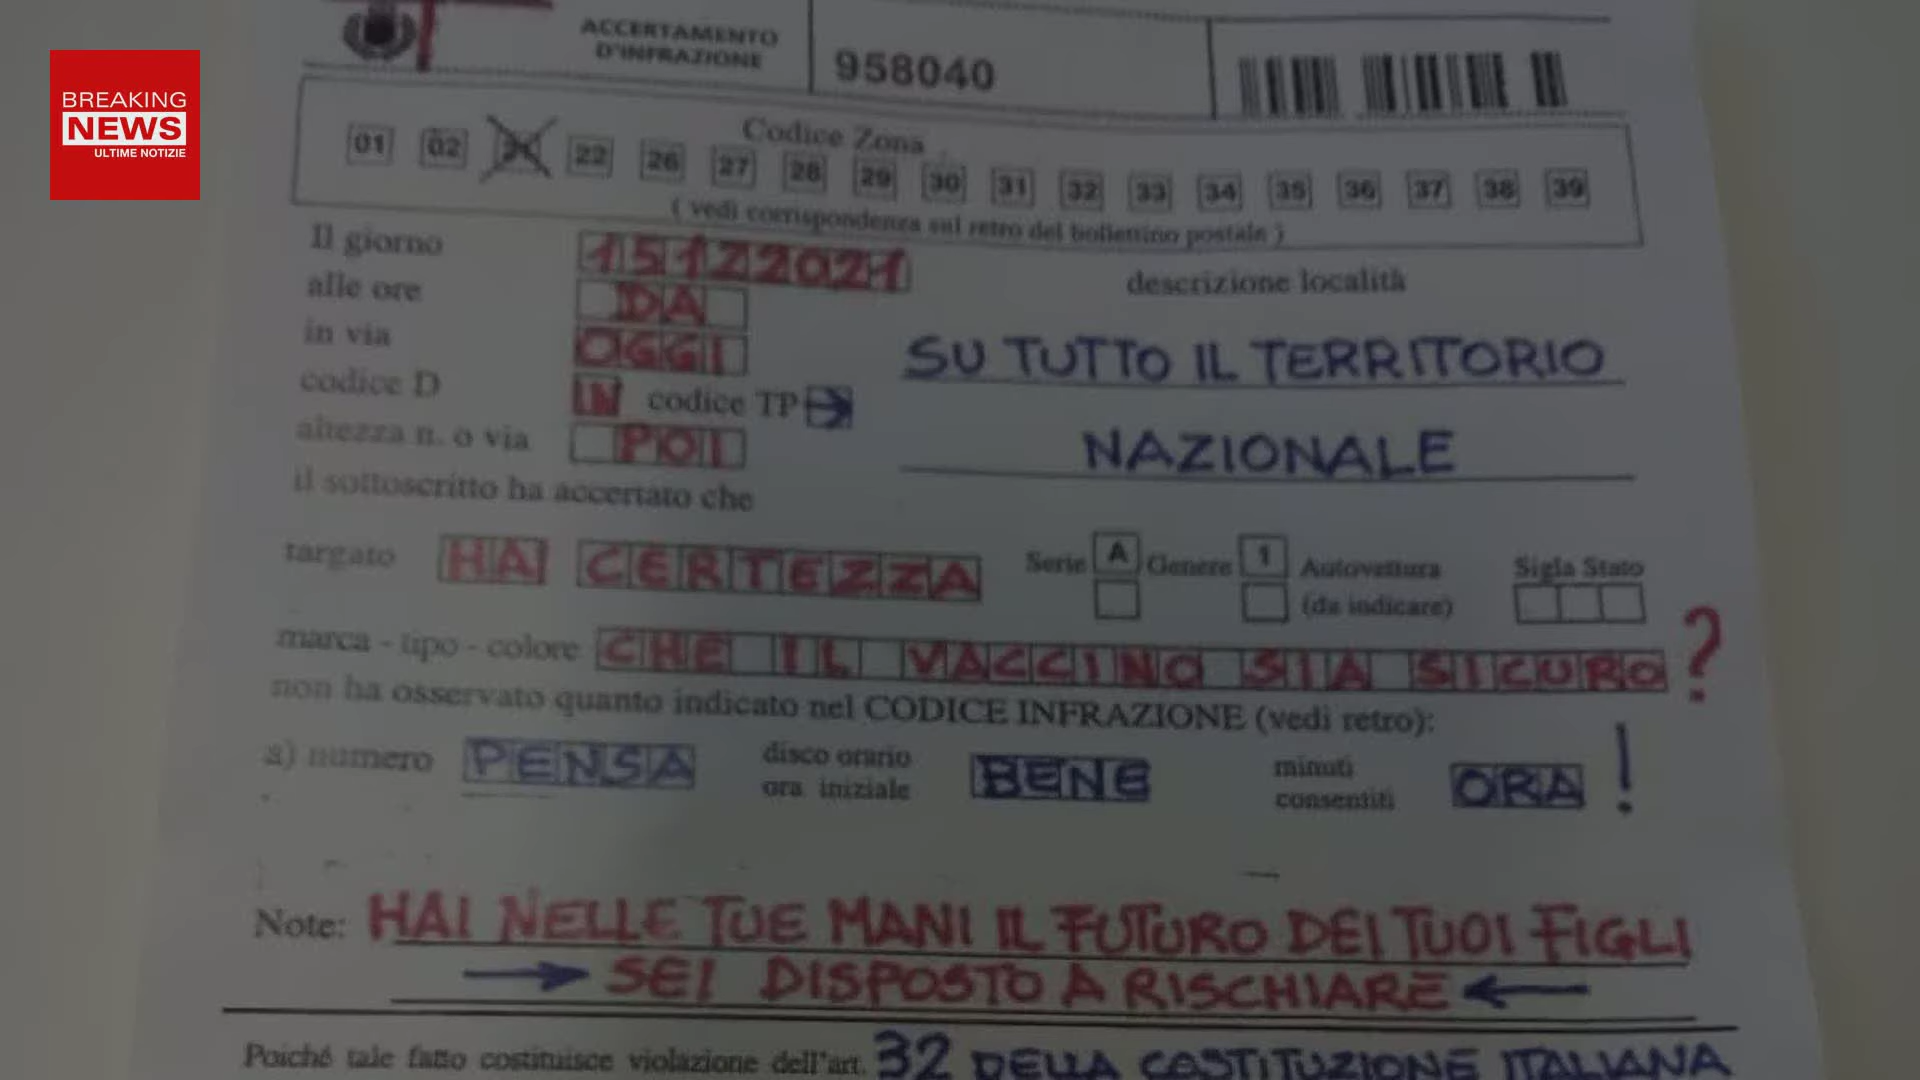 BREAKING
NEWS
ULTIME NOTIZIE
ACCERTAMENTO
D'INFRAZIONE
958040
Codice Zona
01 02 22 26 27 28 29 30 31 32 33 34 35 36 37 38 39
( vedi corrispondenza sul retro del bollettino postale )
Il giorno 15122021
descrizione località
alle ore DA
in via OGGI
SU TUTTO IL TERRITORIO
codice D IN codice TP →
altezza n. o via POI
NAZIONALE
il sottoscritto ha accertato che
targato HAI CERTEZZA Serie A Genere 1 Autovettura Sigla Stato
(da indicare)
marca - tipo - colore CHE IL VACCINO SIA SICURO ?
non ha osservato quanto indicato nel CODICE INFRAZIONE (vedi retro):
a) numero PENSA disco orario BENE minuti ORA !
ora iniziale consentiti
Note: HAI NELLE TUE MANI IL FUTURO DEI TUOI FIGLI
→ SEI DISPOSTO A RISCHIARE ←
Poiché tale fatto costituisce violazione dell'art. 32 DELLA COSTITUZIONE ITALIANA